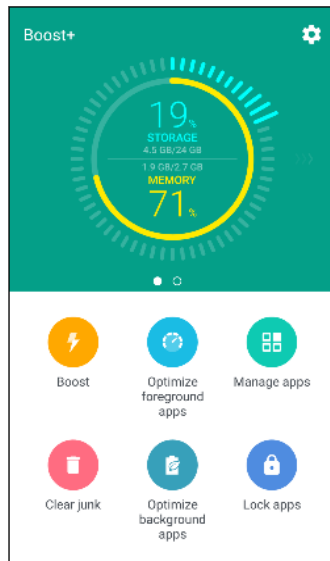 Boost+
19%
STORAGE
4.5 GB/24 GB
1.9 GB/2.7 GB
MEMORY
71%
Boost
Optimize
foreground
apps
Manage apps
Clear junk
Optimize
background
apps
Lock apps